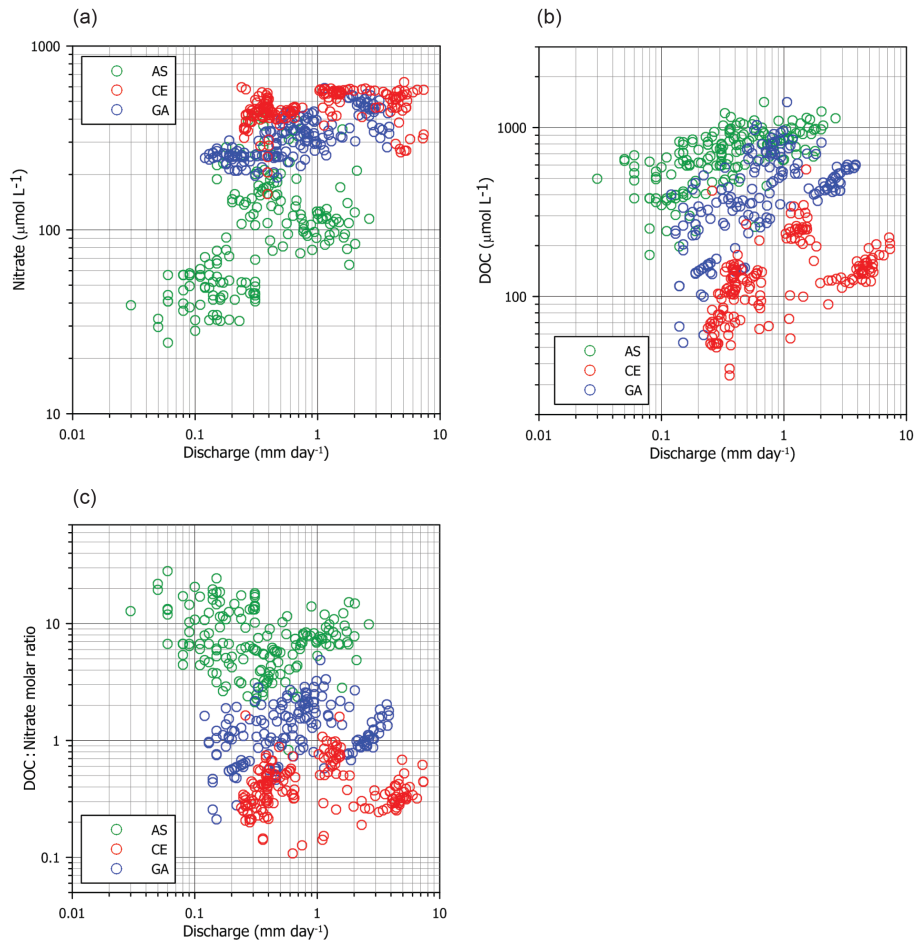 (a)
1000
100
10
Nitrate (μmol L-1)
AS
CE
GA
0.01 0.1 1 10
Discharge (mm day-1)
(b)
1000
100
DOC (μmol L-1)
AS
CE
GA
0.01 0.1 1 10
Discharge (mm day-1)
(c)
10
1
0.1
DOC : Nitrate molar ratio
AS
CE
GA
0.01 0.1 1 10
Discharge (mm day-1)